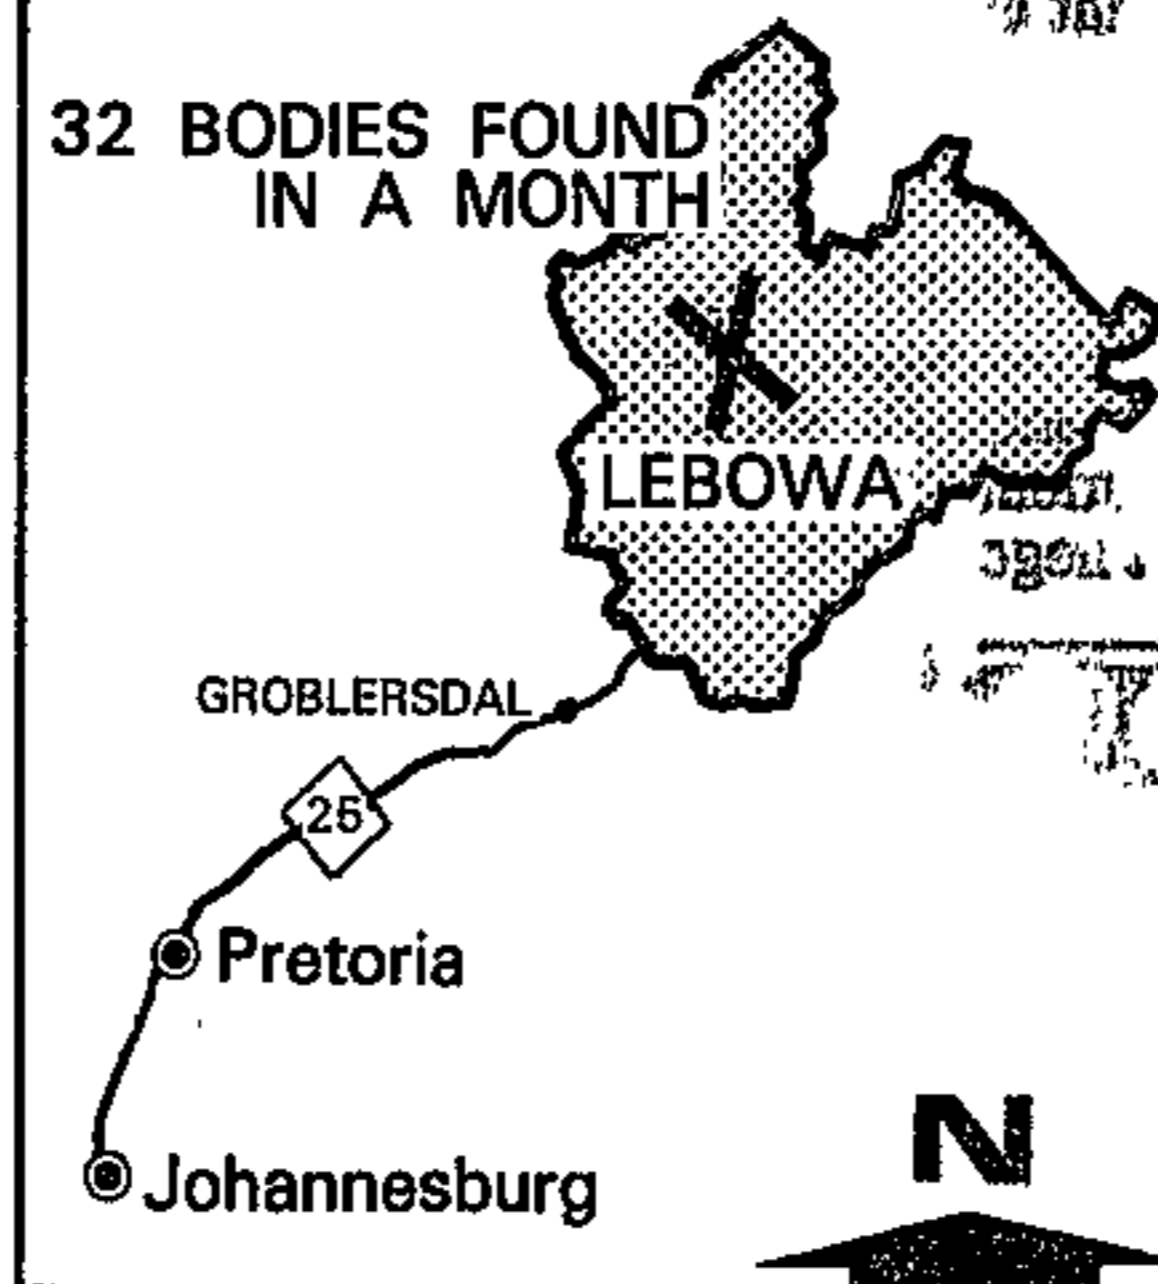 32 BODIES FOUND
IN A MONTH
LEBOWA
GROBLERSDAL
25
Pretoria
Johannesburg
N